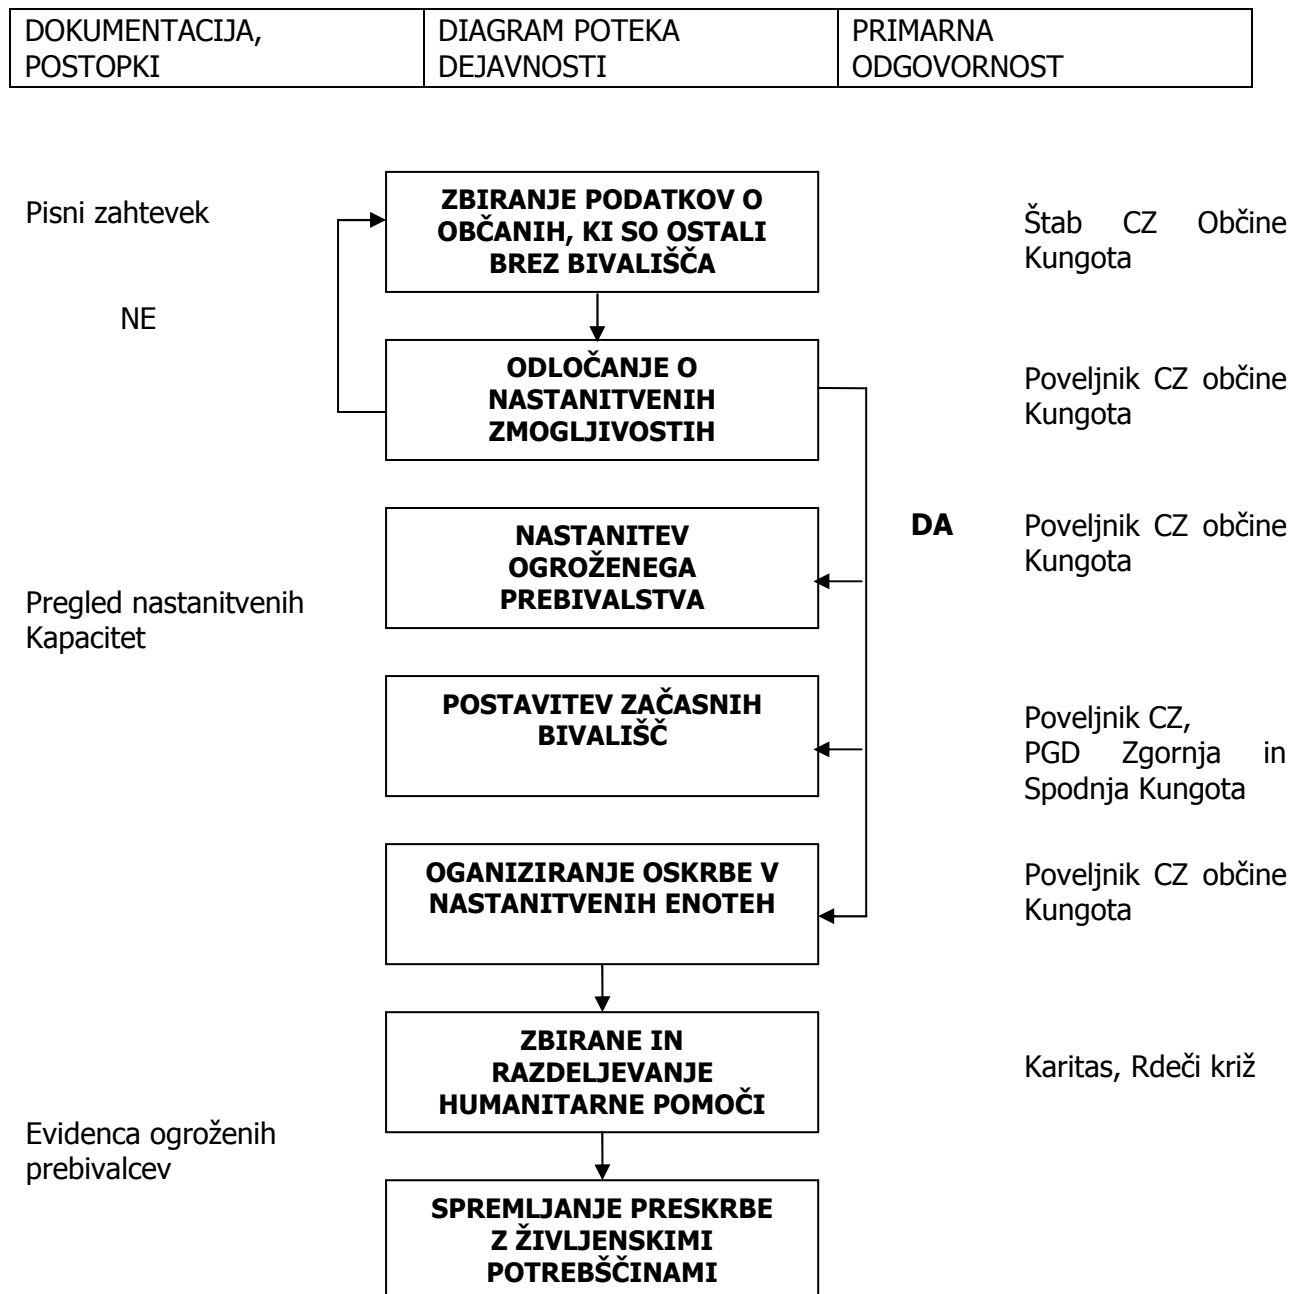 DOKUMENTACIJA,
POSTOPKI
DIAGRAM POTEKA
DEJAVNOSTI
PRIMARNA
ODGOVORNOST
Pisni zahtevek
ZBIRANJE PODATKOV O
OBČANIH, KI SO OSTALI
BREZ BIVALIŠČA
Štab CZ Občine
Kungota
NE
ODLOČANJE O
NASTANITVENIH
ZMOGLJIVOSTIH
Poveljnik CZ občine
Kungota
NASTANITEV
OGROŽENEGA
PREBIVALSTVA
DA
Poveljnik CZ občine
Kungota
Pregled nastanitvenih
Kapacitet
POSTAVITEV ZAČASNIH
BIVALIŠČ
Poveljnik CZ,
PGD Zgornja in
Spodnja Kungota
OGANIZIRANJE OSKRBE V
NASTANITVENIH ENOTEH
Poveljnik CZ občine
Kungota
ZBIRANE IN
RAZDELJEVANJE
HUMANITARNE POMOČI
Karitas, Rdeči križ
Evidenca ogroženih
prebivalcev
SPREMLJANJE PRESKRBE
Z ŽIVLJENSKIMI
POTREBŠČINAMI